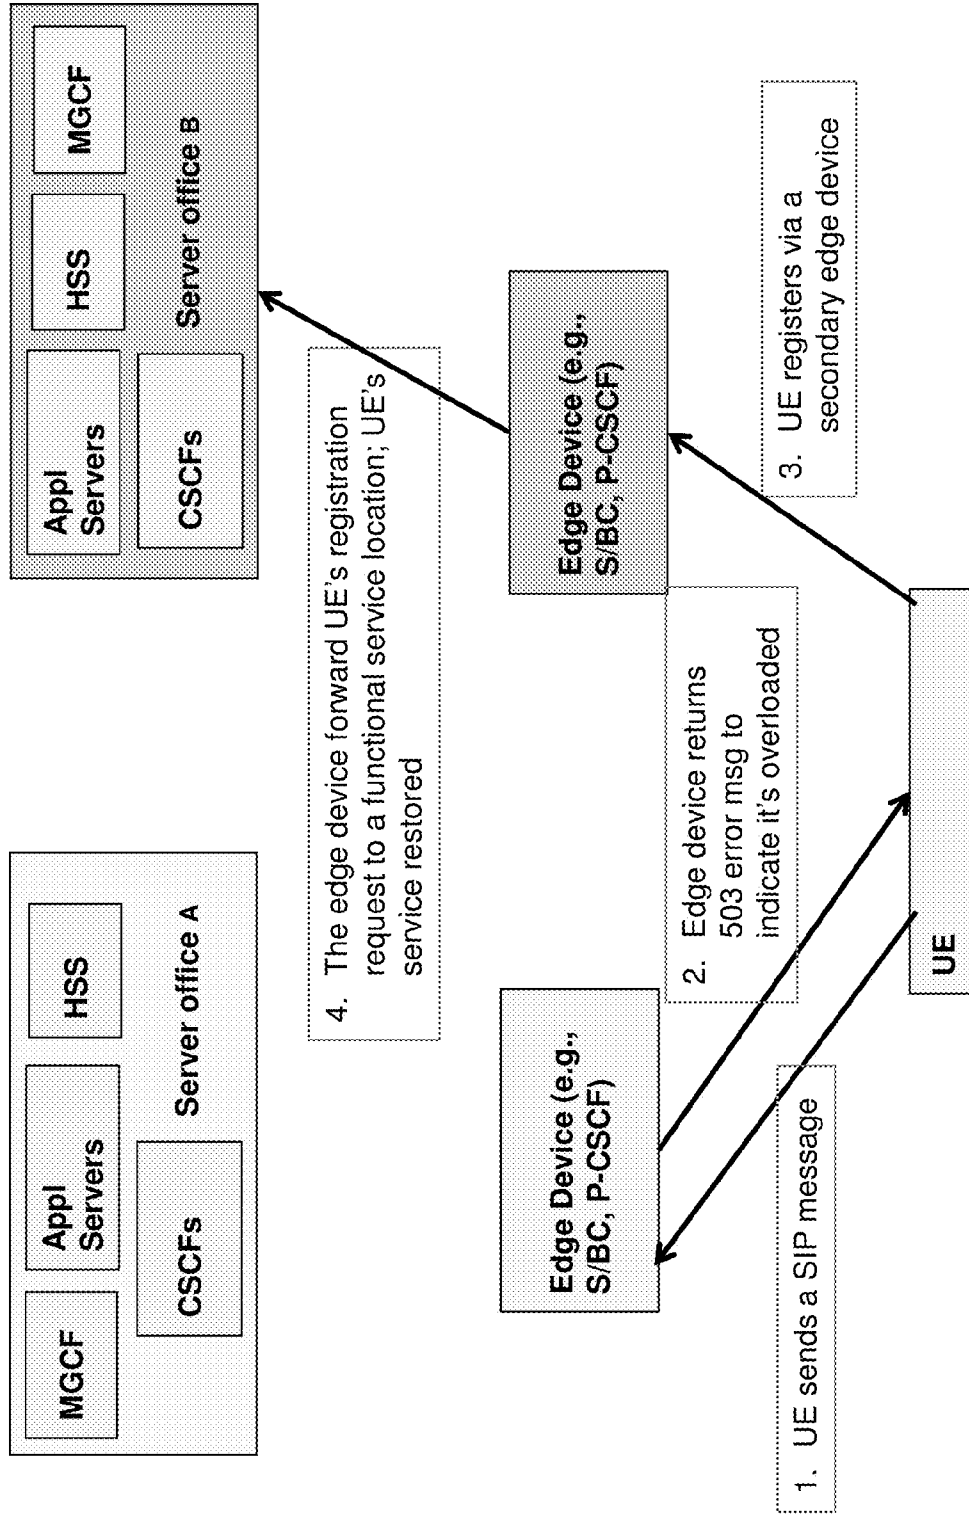 MGCF
Appl
Servers
HSS
CSCFs
Server office A
Appl
Servers
HSS
MGCF
CSCFs
Server office B
4. The edge device forward UE's registration
request to a functional service location; UE's
service restored
Edge Device (e.g.,
S/BC, P-CSCF)
Edge Device (e.g.,
S/BC, P-CSCF)
1. UE sends a SIP message
2. Edge device returns
503 error msg to
indicate it's overloaded
3. UE registers via a
secondary edge device
UE